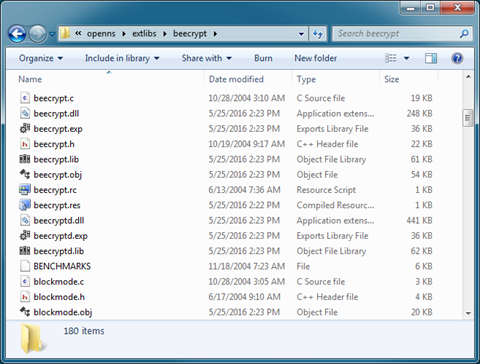 « openns ▸ extlibs ▸ beecrypt ▸ Search beecrypt
Organize ▾ Include in library ▾ Share with ▾ Burn New folder
Name Date modified Type Size
beecrypt.c 10/28/2004 3:10 AM C Source file 19 KB
beecrypt.dll 5/25/2016 2:23 PM Application extens... 248 KB
beecrypt.exp 5/25/2016 2:23 PM Exports Library File 36 KB
beecrypt.h 10/19/2004 9:17 AM C++ Header file 22 KB
beecrypt.lib 5/25/2016 2:23 PM Object File Library 61 KB
beecrypt.obj 5/25/2016 2:23 PM Object File 54 KB
beecrypt.rc 6/13/2004 7:36 AM Resource Script 1 KB
beecrypt.res 5/25/2016 2:22 PM Compiled Resourc... 1 KB
beecryptd.dll 5/25/2016 2:23 PM Application extens... 441 KB
beecryptd.exp 5/25/2016 2:23 PM Exports Library File 36 KB
beecryptd.lib 5/25/2016 2:23 PM Object File Library 62 KB
BENCHMARKS 11/18/2004 7:23 AM File 6 KB
blockmode.c 10/28/2004 3:05 AM C Source file 3 KB
blockmode.h 6/17/2004 9:10 AM C++ Header file 4 KB
blockmode.obj 5/25/2016 2:23 PM Object File 20 KB
180 items